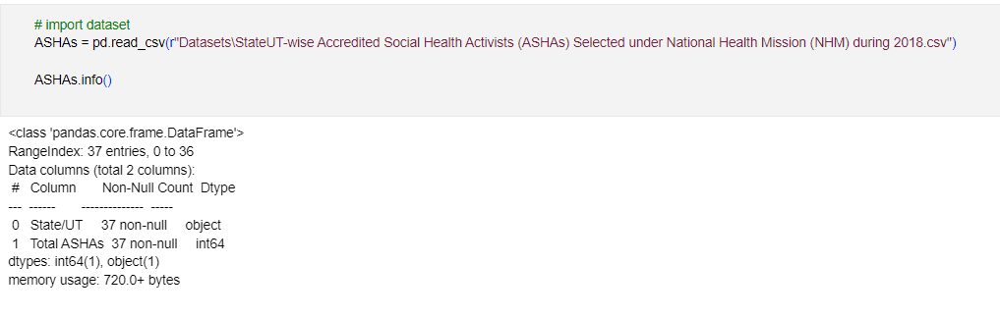 # import dataset
ASHAs = pd.read_csv(r"Datasets\StateUT-wise Accredited Social Health Activists (ASHAs) Selected under National Health Mission (NHM) during 2018.csv")
ASHAs.info()
<class 'pandas.core.frame.DataFrame'>
RangeIndex: 37 entries, 0 to 36
Data columns (total 2 columns):
# Column Non-Null Count Dtype
--- ------ -------------- -----
0 State/UT 37 non-null object
1 Total ASHAs 37 non-null int64
dtypes: int64(1), object(1)
memory usage: 720.0+ bytes